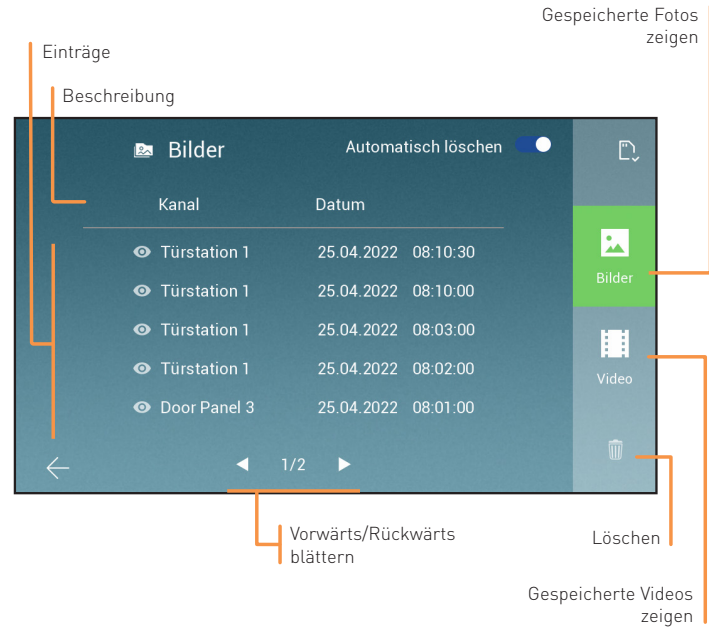 Gespeicherte Fotos
zeigen
Einträge
Beschreibung
Bilder
Automatisch löschen
Kanal Datum
Türstation 1 25.04.2022 08:10:30
Türstation 1 25.04.2022 08:10:00
Türstation 1 25.04.2022 08:03:00
Türstation 1 25.04.2022 08:02:00
Door Panel 3 25.04.2022 08:01:00
1/2
Bilder
Video
Vorwärts/Rückwärts
blättern
Löschen
Gespeicherte Videos
zeigen